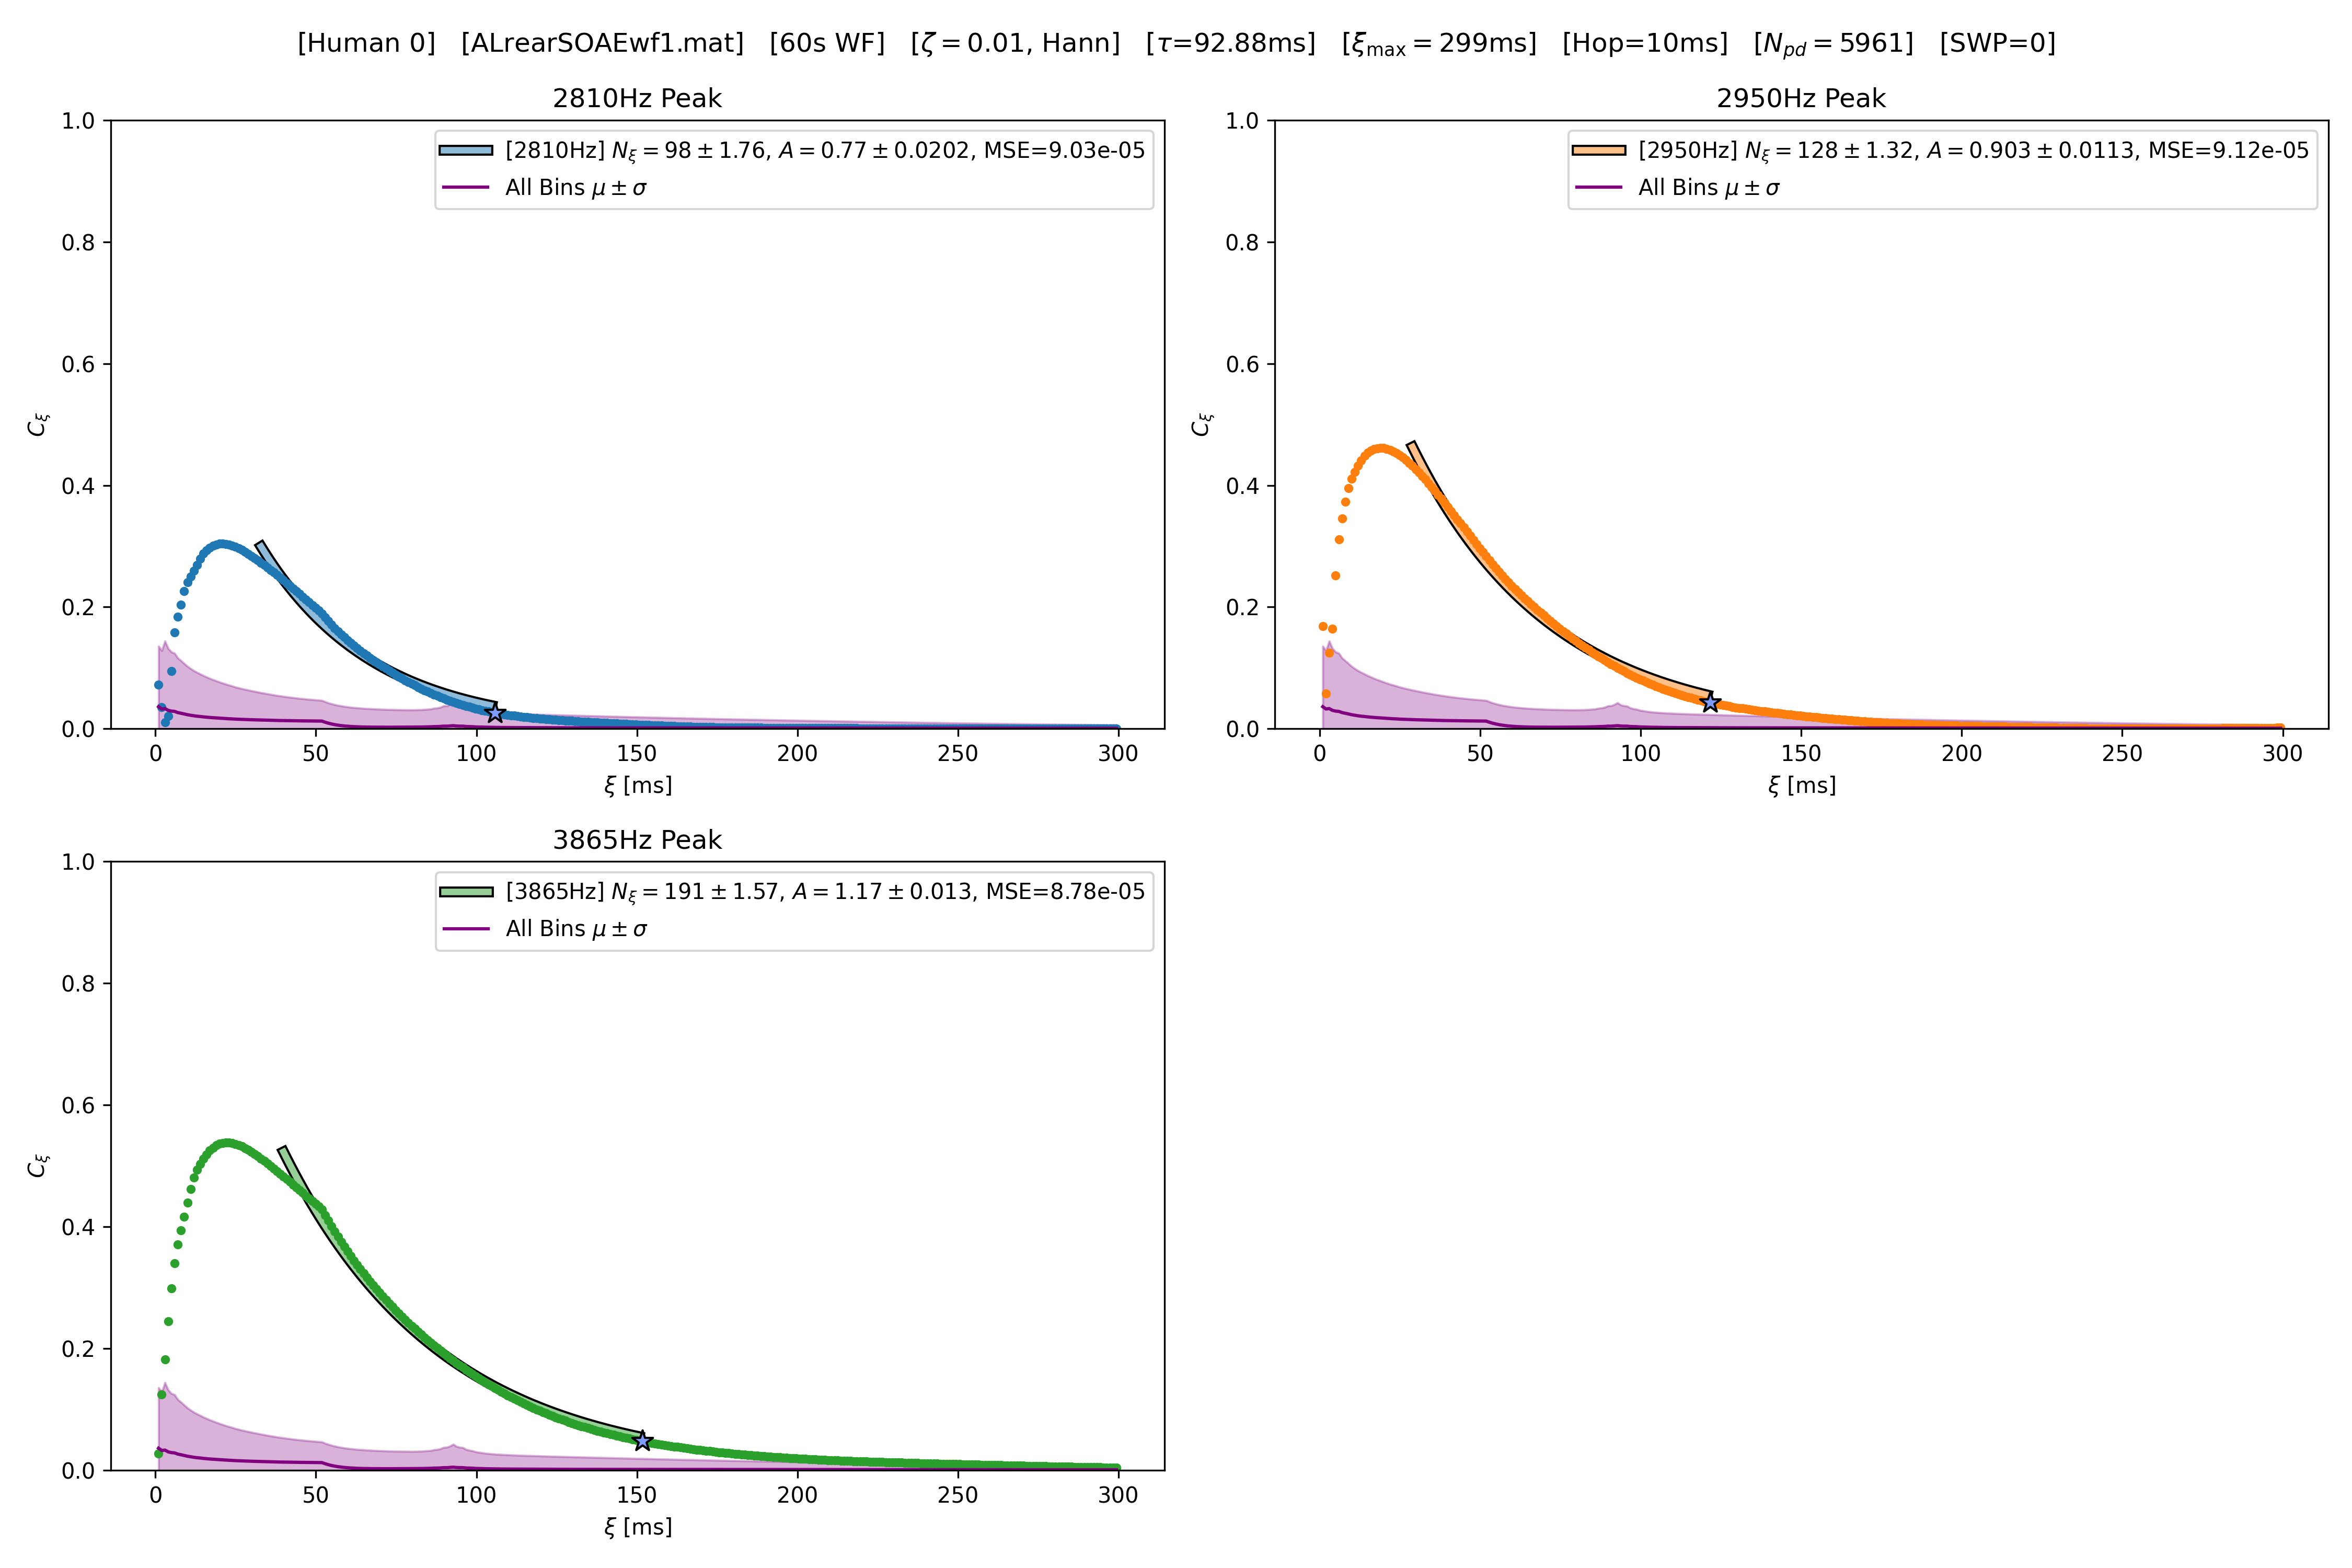 [Human 0] [ALrearSOAEwf1.mat] [60s WF] [ζ = 0.01, Hann] [τ=92.88ms] [ξmax = 299ms] [Hop=10ms] [Npd = 5961] [SWP=0]
2810Hz Peak
1.0
0.8
0.6
0.4
0.2
0.0
Cξ
[2810Hz] Nξ = 98 ± 1.76, A = 0.77 ± 0.0202, MSE=9.03e-05
All Bins μ ± σ
0 50 100 150 200 250 300
ξ [ms]
2950Hz Peak
1.0
0.8
0.6
0.4
0.2
0.0
Cξ
[2950Hz] Nξ = 128 ± 1.32, A = 0.903 ± 0.0113, MSE=9.12e-05
All Bins μ ± σ
0 50 100 150 200 250 300
ξ [ms]
3865Hz Peak
1.0
0.8
0.6
0.4
0.2
0.0
Cξ
[3865Hz] Nξ = 191 ± 1.57, A = 1.17 ± 0.013, MSE=8.78e-05
All Bins μ ± σ
0 50 100 150 200 250 300
ξ [ms]